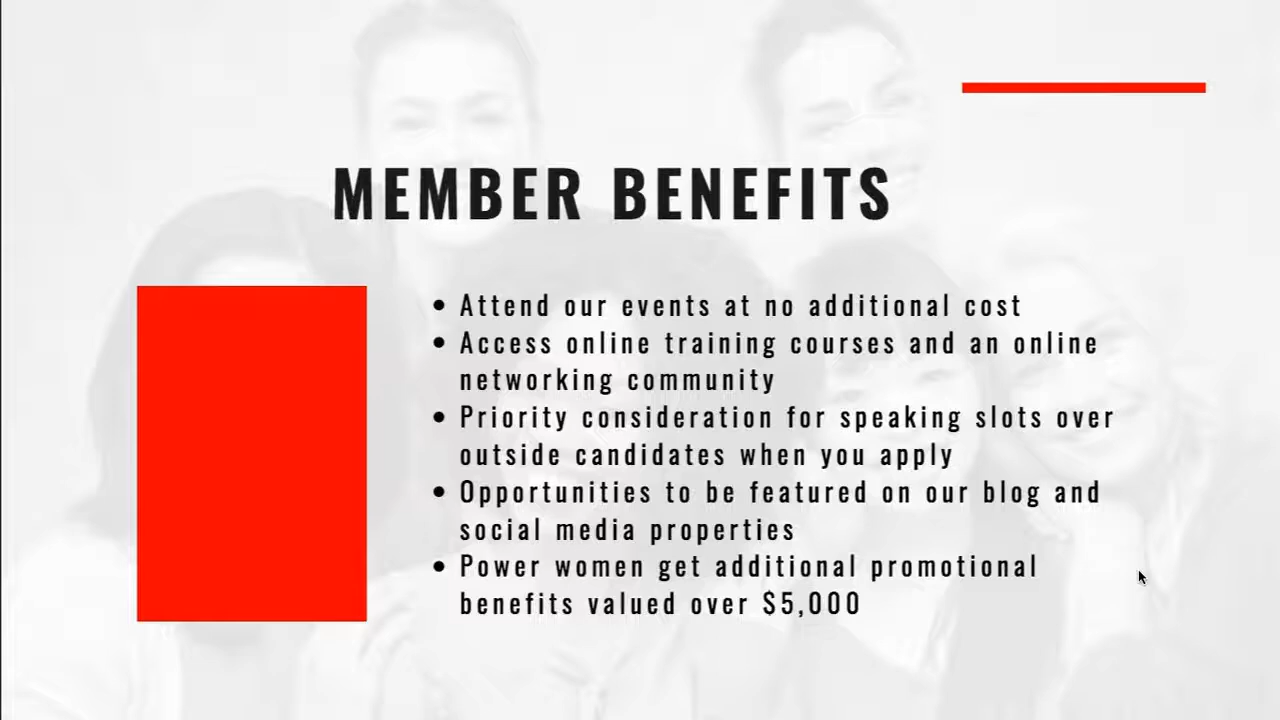 MEMBER BENEFITS
• Attend our events at no additional cost
• Access online training courses and an online
networking community
• Priority consideration for speaking slots over
outside candidates when you apply
• Opportunities to be featured on our blog and
social media properties
• Power women get additional promotional
benefits valued over $5,000